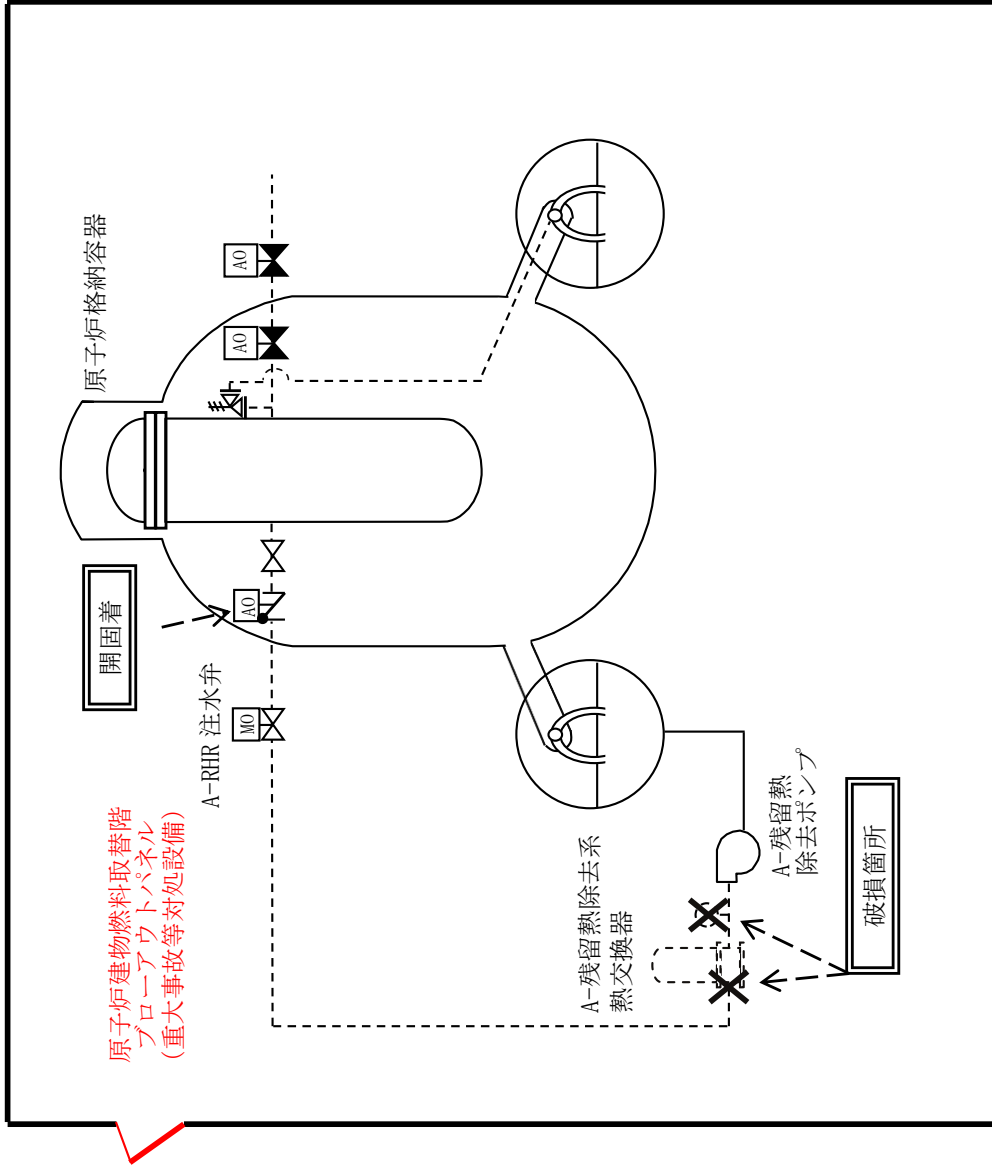 原子炉建物燃料取替階
ブローアウトパネル
(重大事故等対処設備)
A-RHR 注水弁
MO
開固着
AO
原子炉格納容器
AO
AO
A-残留熱除去系
熱交換器
A-残留熱
除去ポンプ
破損箇所